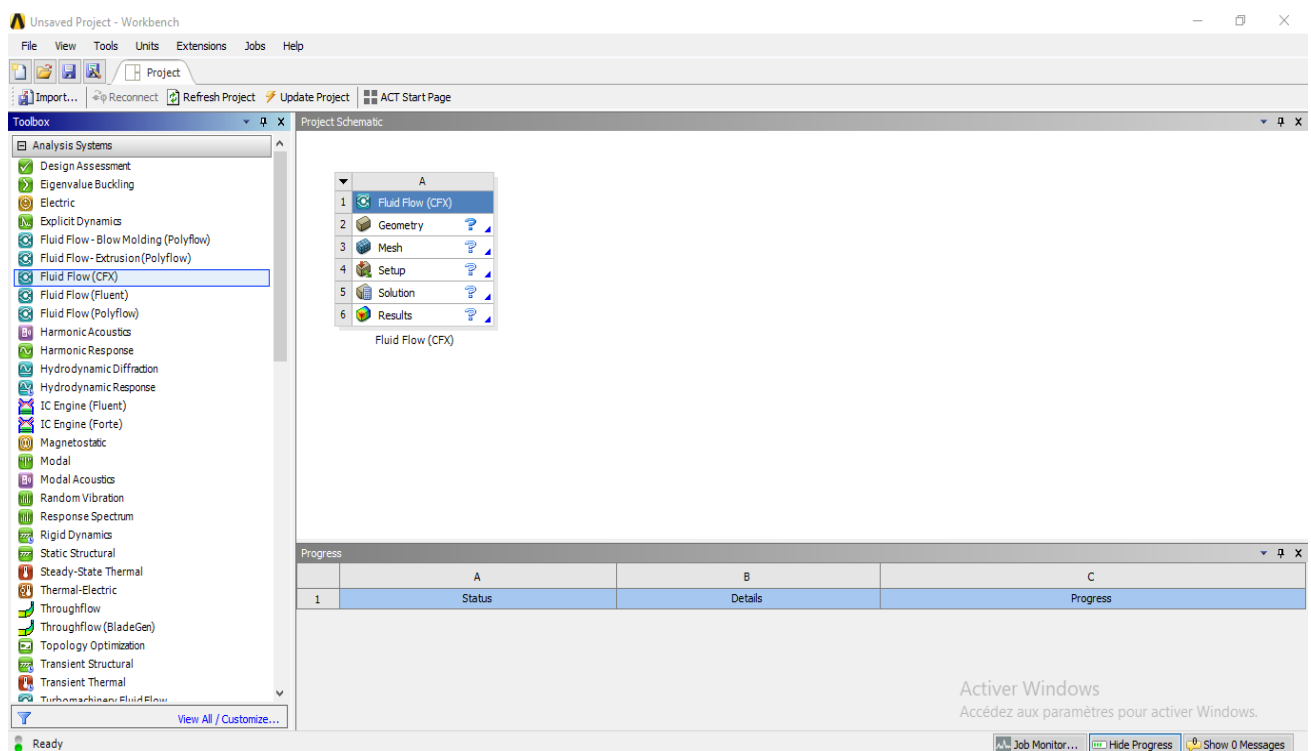 Unsaved Project - Workbench
File View Tools Units Extensions Jobs Help
Project
Import... Reconnect Refresh Project Update Project ACT Start Page
Toolbox
Analysis Systems
Design Assessment
Eigenvalue Buckling
Electric
Explicit Dynamics
Fluid Flow - Blow Molding (Polyflow)
Fluid Flow - Extrusion (Polyflow)
Fluid Flow (CFX)
Fluid Flow (Fluent)
Fluid Flow (Polyflow)
Harmonic Acoustics
Harmonic Response
Hydrodynamic Diffraction
Hydrodynamic Response
IC Engine (Fluent)
IC Engine (Forte)
Magnetostatic
Modal
Modal Acoustics
Random Vibration
Response Spectrum
Rigid Dynamics
Static Structural
Steady-State Thermal
Thermal-Electric
Throughflow
Throughflow (BladeGen)
Topology Optimization
Transient Structural
Transient Thermal
Turbomachinery Fluid Flow
View All / Customize...
Project Schematic
A
1 Fluid Flow (CFX)
2 Geometry ?
3 Mesh ?
4 Setup ?
5 Solution ?
6 Results ?
Fluid Flow (CFX)
Progress
A B C
1 Status Details Progress
Activer Windows
Accédez aux paramètres pour activer Windows.
Ready
Job Monitor... Hide Progress Show 0 Messages